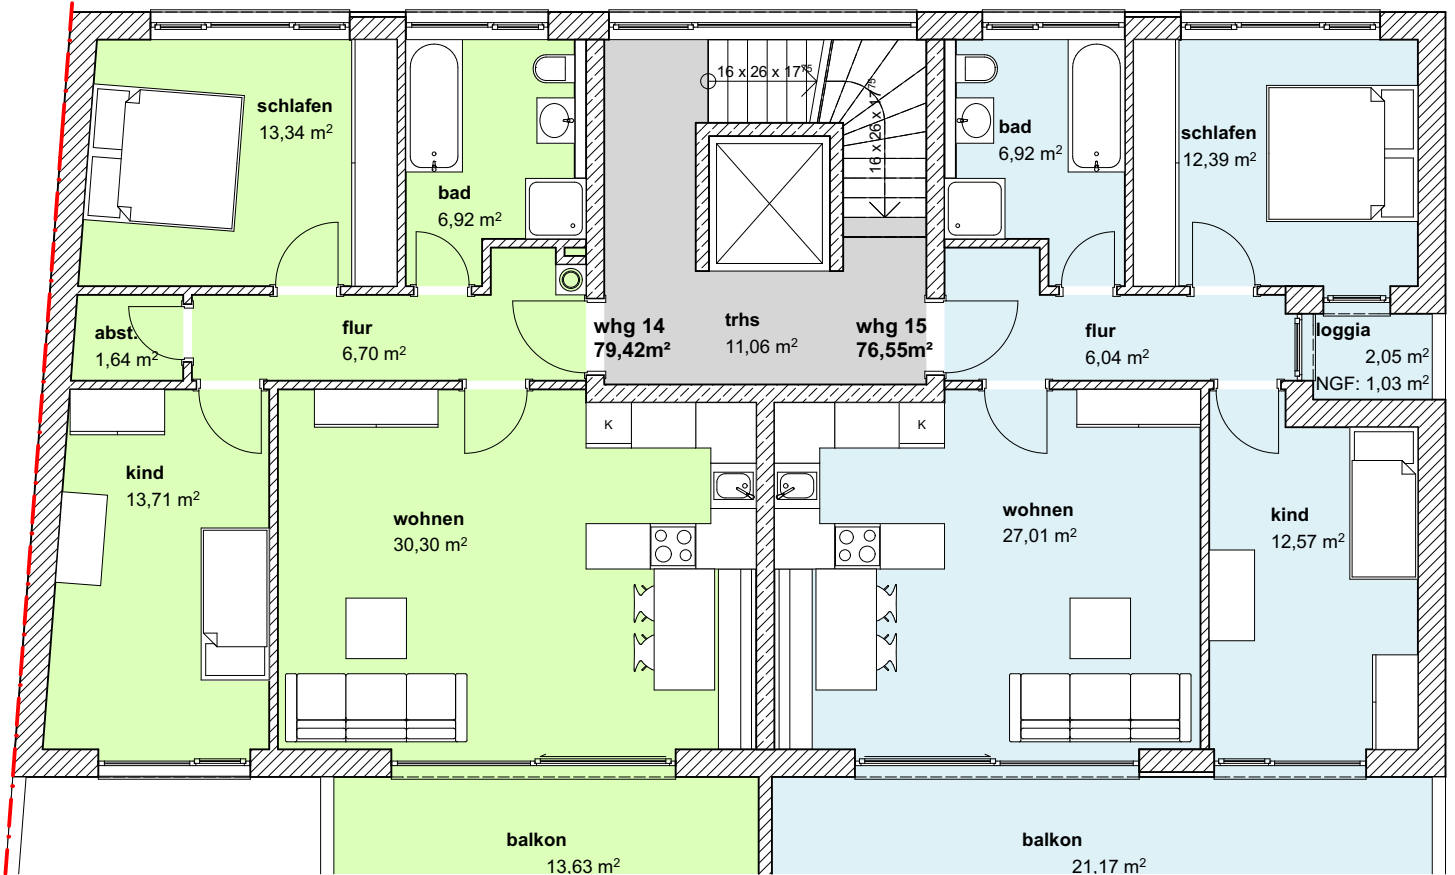 16 x 26 x 17⁷⁵
16 x 26 x 17⁷⁵
schlafen
13,34 m²
bad
6,92 m²
bad
6,92 m²
schlafen
12,39 m²
abst.
1,64 m²
flur
6,70 m²
whg 14
79,42m²
trhs
11,06 m²
whg 15
76,55m²
flur
6,04 m²
loggia
2,05 m²
NGF: 1,03 m²
K
K
kind
13,71 m²
wohnen
30,30 m²
wohnen
27,01 m²
kind
12,57 m²
balkon
13,63 m²
balkon
21,17 m²